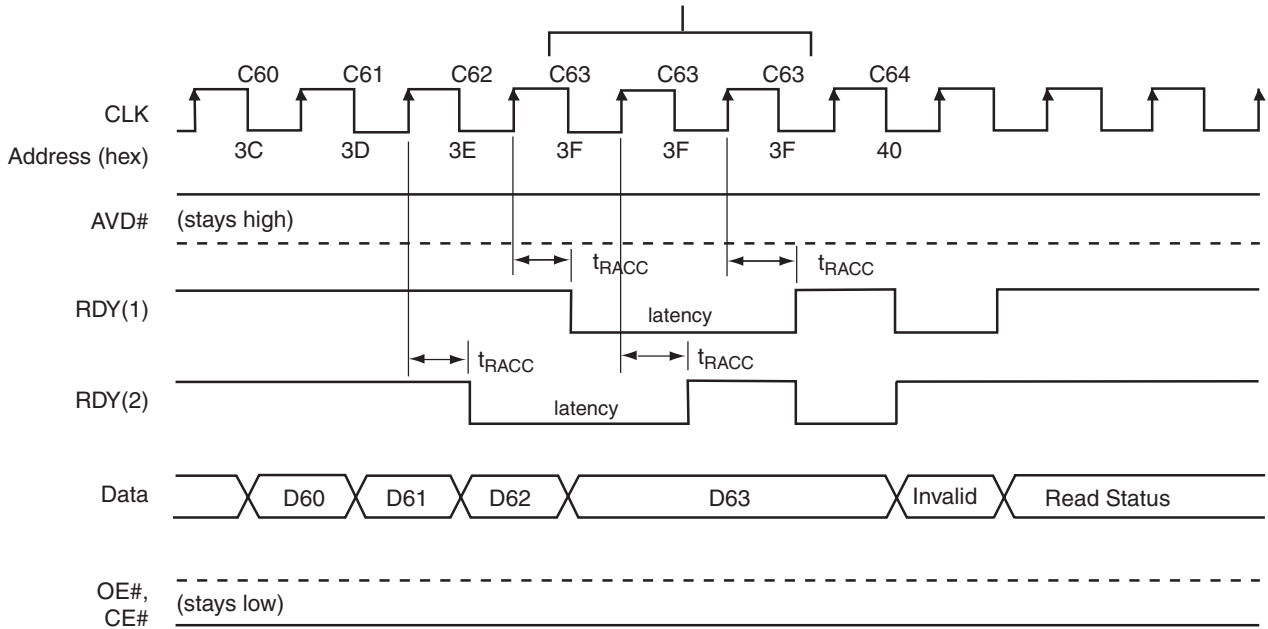 C60 C61 C62 C63 C63 C63 C64
CLK
Address (hex) 3C 3D 3E 3F 3F 3F 40
AVD# (stays high)
tRACC tRACC
RDY(1) latency
tRACC tRACC
RDY(2) latency
Data D60 D61 D62 D63 Invalid Read Status
OE#,
CE# (stays low)